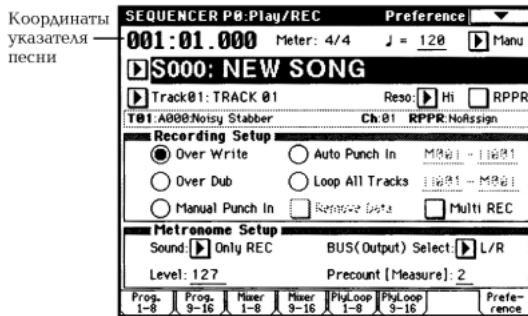 Координаты
указателя
песни
SEQUENCER P0:Play/REC Preference
001:01.000 Meter: 4/4 ♩ = 120 Manu
S000: NEW SONG
Track01: TRACK 01 Reso: Hi RPPR
T01:A000:Noisy Stabber Ch:01 RPPR:NoAssign
Recording Setup
Over Write Auto Punch In M001 - M001
Over Dub Loop All Tracks M001 - M001
Manual Punch In Remove Data Multi REC
Metronome Setup
Sound: Only REC BUS(Output) Select: L/R
Level: 127 Precount [Measure]: 2
Prog. 1-8 Prog. 9-16 Mixer 1-8 Mixer 9-16 PlyLoop 1-8 PlyLoop 9-16 Prefe-rence